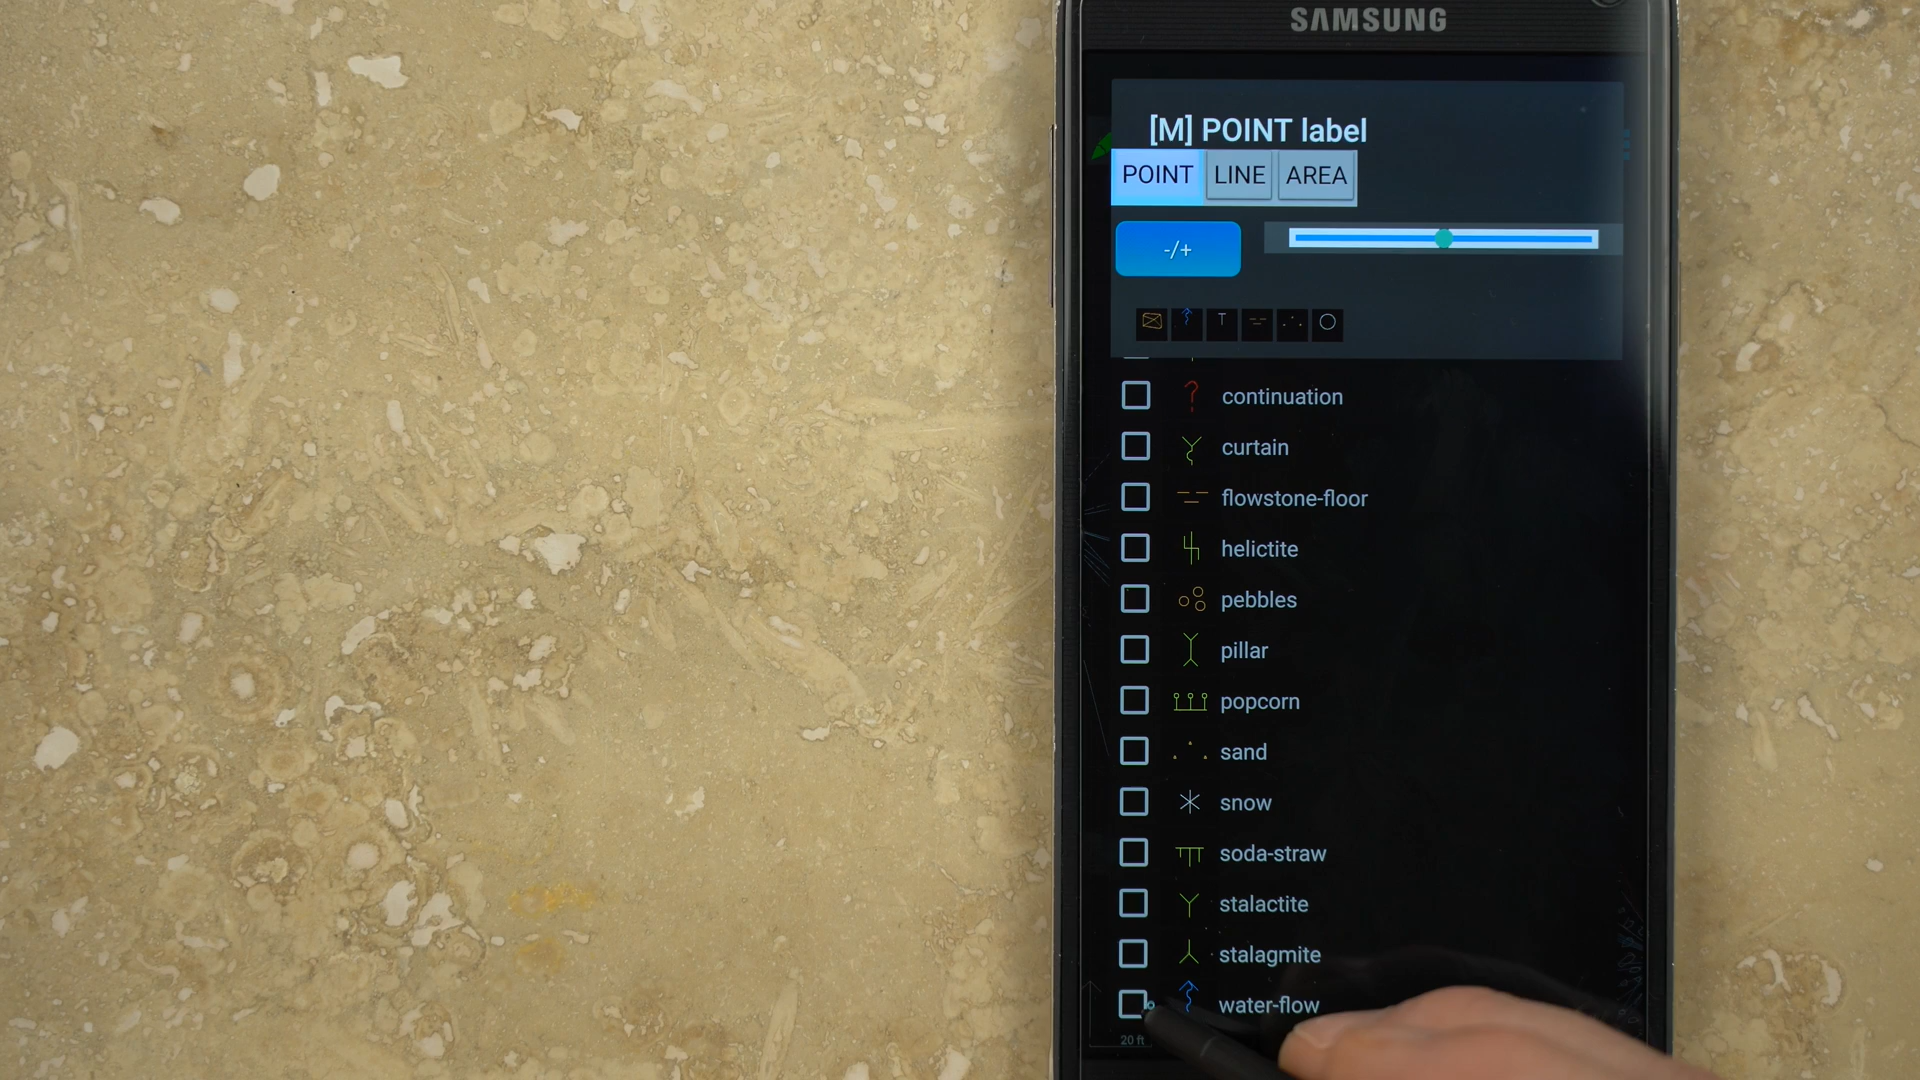 SAMSUNG
[M] POINT label
POINT LINE AREA
-/+
T
continuation
curtain
flowstone-floor
helictite
pebbles
pillar
popcorn
sand
snow
soda-straw
stalactite
stalagmite
water-flow
20 ft